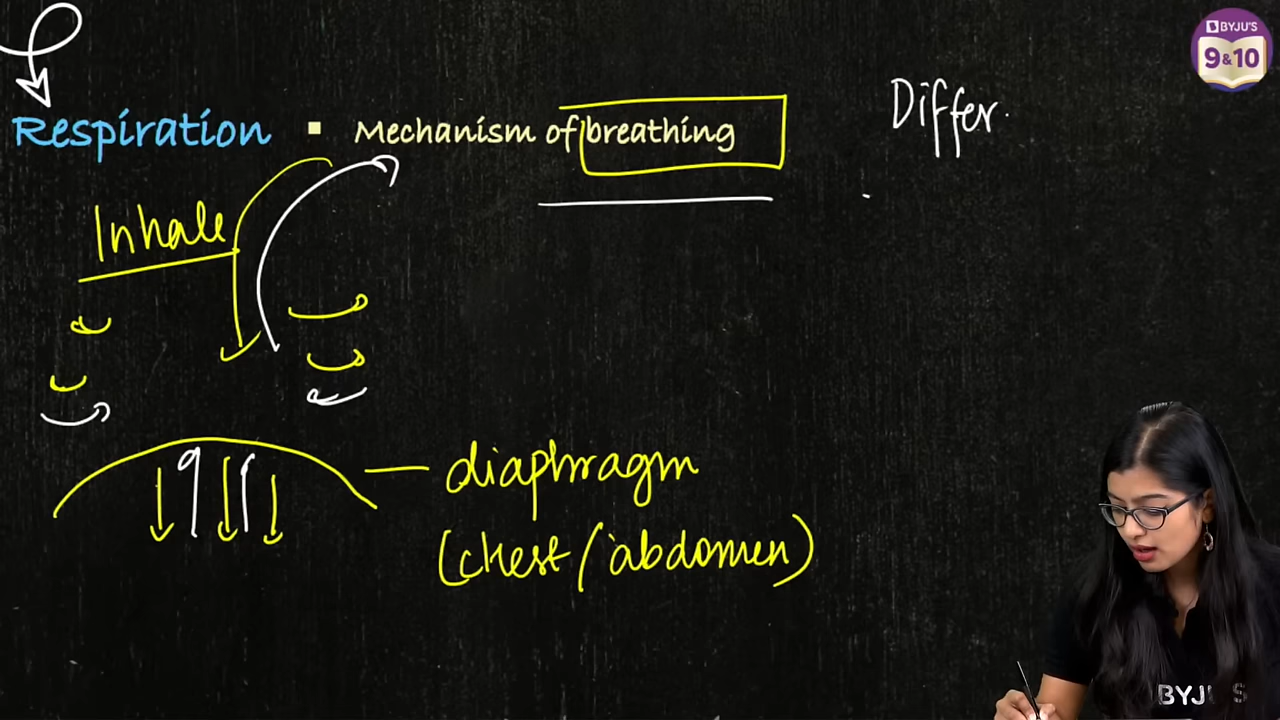 BYJU'S
9 & 10
Respiration ▪ Mechanism of breathing
Differ.
Inhale
diaphragm
(chest/abdomen)
BYJU'S